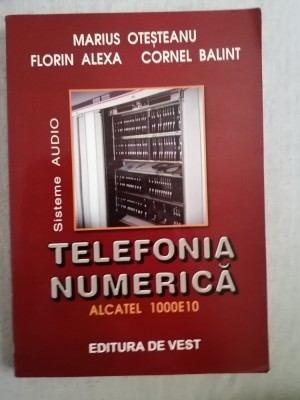 MARIUS OTEȘTEANU
FLORIN ALEXA CORNEL BALINT
Sisteme AUDIO
TELEFONIA
NUMERICĂ
ALCATEL 1000E10
EDITURA DE VEST